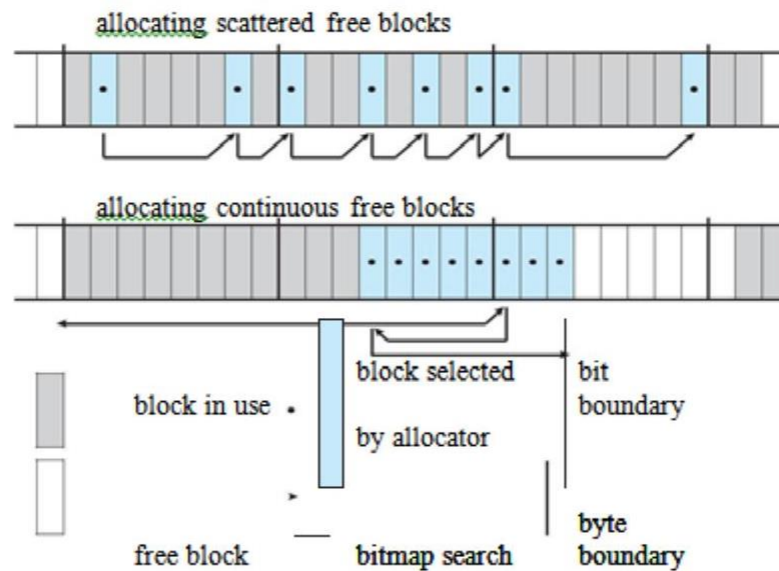 allocating scattered free blocks
allocating continuous free blocks
block selected
bit
block in use
boundary
by allocator
byte
free block
bitmap search
boundary